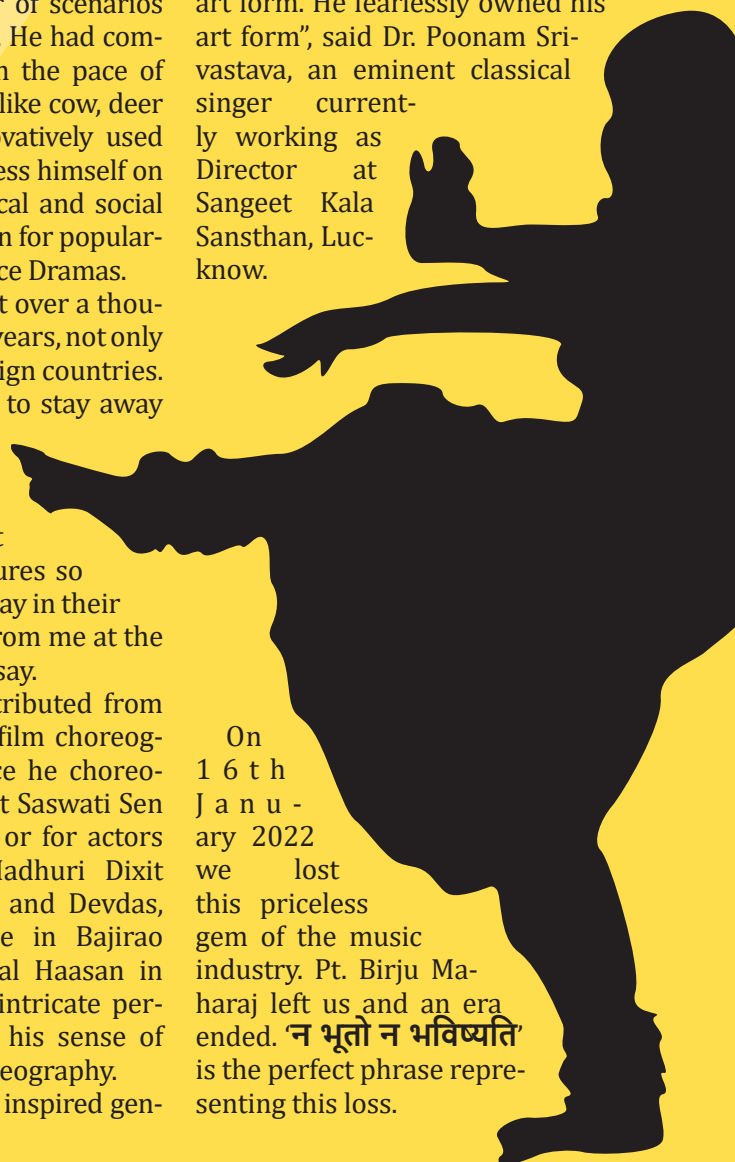 of scenarios
He had com-
the pace of
like cow, deer
ovatively used
ess himself on
cal and social
n for popular-
ce Dramas.
t over a thou-
years, not only
ign countries.
to stay away
t
ures so
ay in their
rom me at the
say.
tributed from
film choreog-
ce he choreo-
t Saswati Sen
or for actors
Madhuri Dixit
and Devdas,
e in Bajirao
al Haasan in
intricate per-
his sense of
eography.
inspired gen-
art form. He fearlessly owned his
art form”, said Dr. Poonam Sri-
vastava, an eminent classical
singer current-
ly working as
Director at
Sangeet Kala
Sansthan, Luc-
know.
On
16th
Janu-
ary 2022
we lost
this priceless
gem of the music
industry. Pt. Birju Ma-
haraj left us and an era
ended. ‘न भूतो न भविष्यति’
is the perfect phrase repre-
senting this loss.